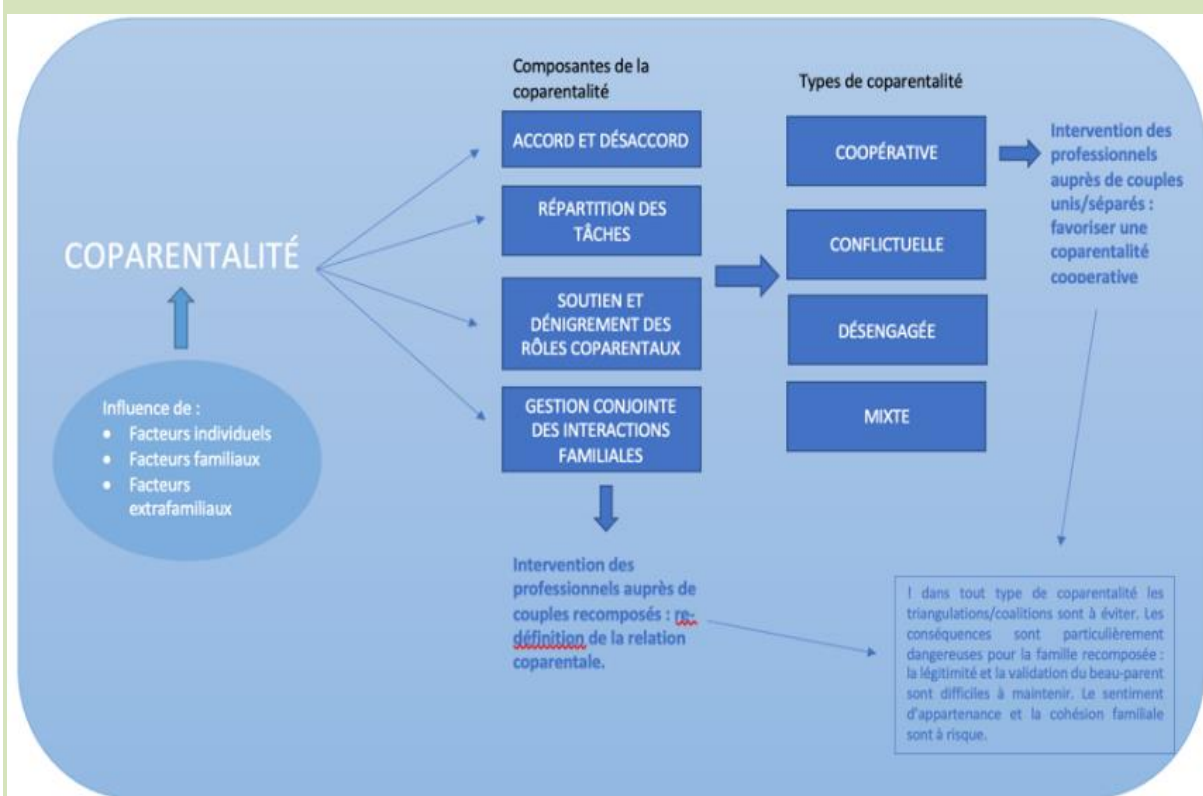 COPARENTALITÉ
Influence de :
• Facteurs individuels
• Facteurs familiaux
• Facteurs
extrafamiliaux
Composantes de la
coparentalité
ACCORD ET DÉSACCORD
RÉPARTITION DES
TÂCHES
SOUTIEN ET
DÉNIGREMENT DES
RÔLES COPARENTAUX
GESTION CONJOINTE
DES INTERACTIONS
FAMILIALES
Intervention des
professionnels auprès de
couples recomposés : re-
définition de la relation
coparentale.
Types de coparentalité
COOPÉRATIVE
CONFLICTUELLE
DÉSENGAGÉE
MIXTE
Intervention des
professionnels
auprès de couples
unis/séparés :
favoriser une
coparentalité
cooperative
! dans tout type de coparentalité les
triangulations/coalitions sont à éviter. Les
conséquences sont particulièrement
dangereuses pour la famille recomposée :
la légitimité et la validation du beau-parent
sont difficiles à maintenir. Le sentiment
d'appartenance et la cohésion familiale
sont à risque.